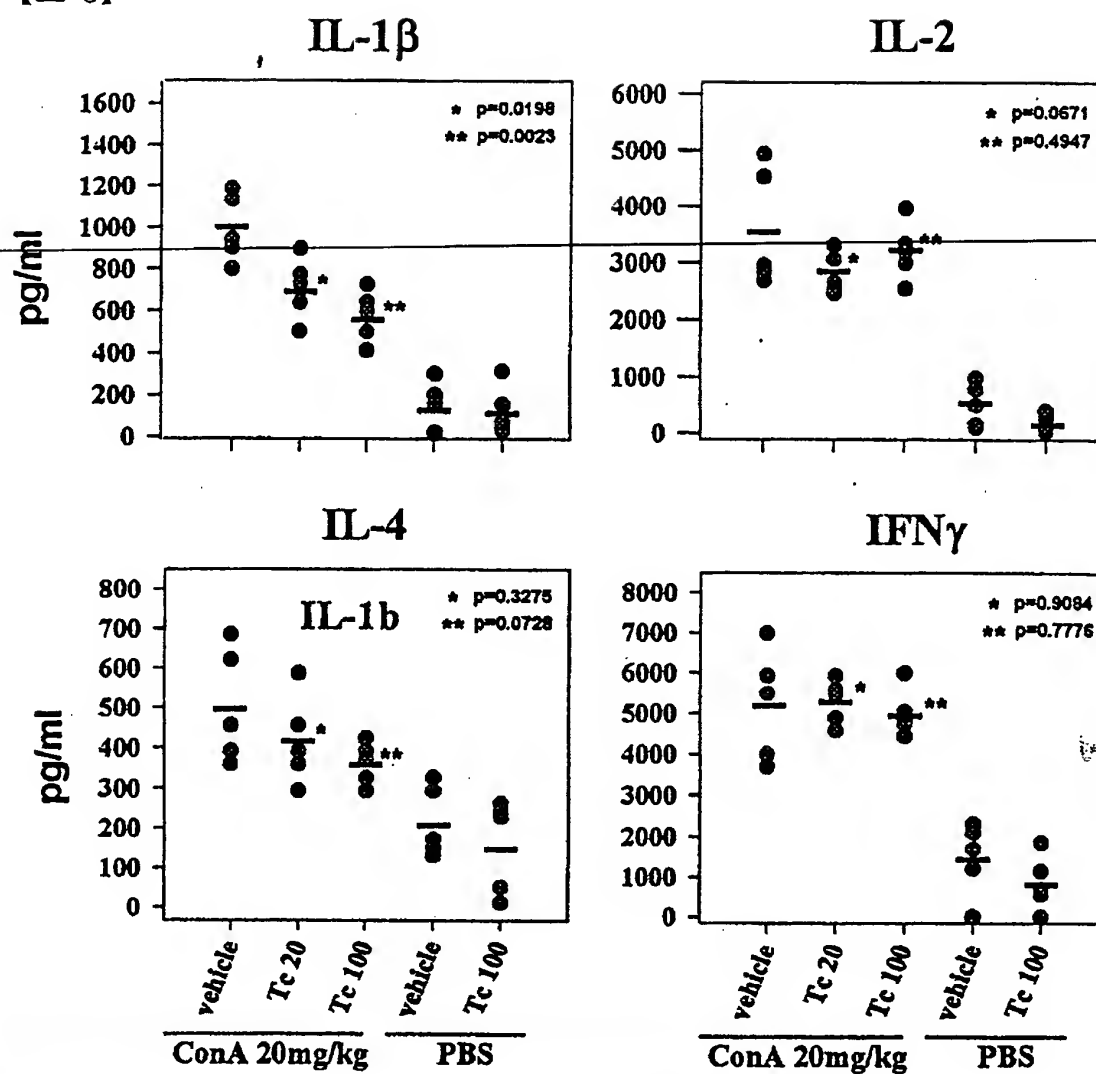 IL-1β
1600
1400
1200
1000
800
600
400
200
0
pg/ml
* p=0.0198
** p=0.0023
*
**
IL-2
6000
5000
4000
3000
2000
1000
0
* p=0.0671
** p=0.4947
*
**
IL-4
800
700
600
500
400
300
200
100
0
pg/ml
IL-1b
* p=0.3275
** p=0.0728
*
**
vehicle
Tc 20
Tc 100
vehicle
Tc 100
ConA 20mg/kg
PBS
IFNγ
8000
7000
6000
5000
4000
3000
2000
1000
0
* p=0.9084
** p=0.7776
*
**
vehicle
Tc 20
Tc 100
vehicle
Tc 100
ConA 20mg/kg
PBS